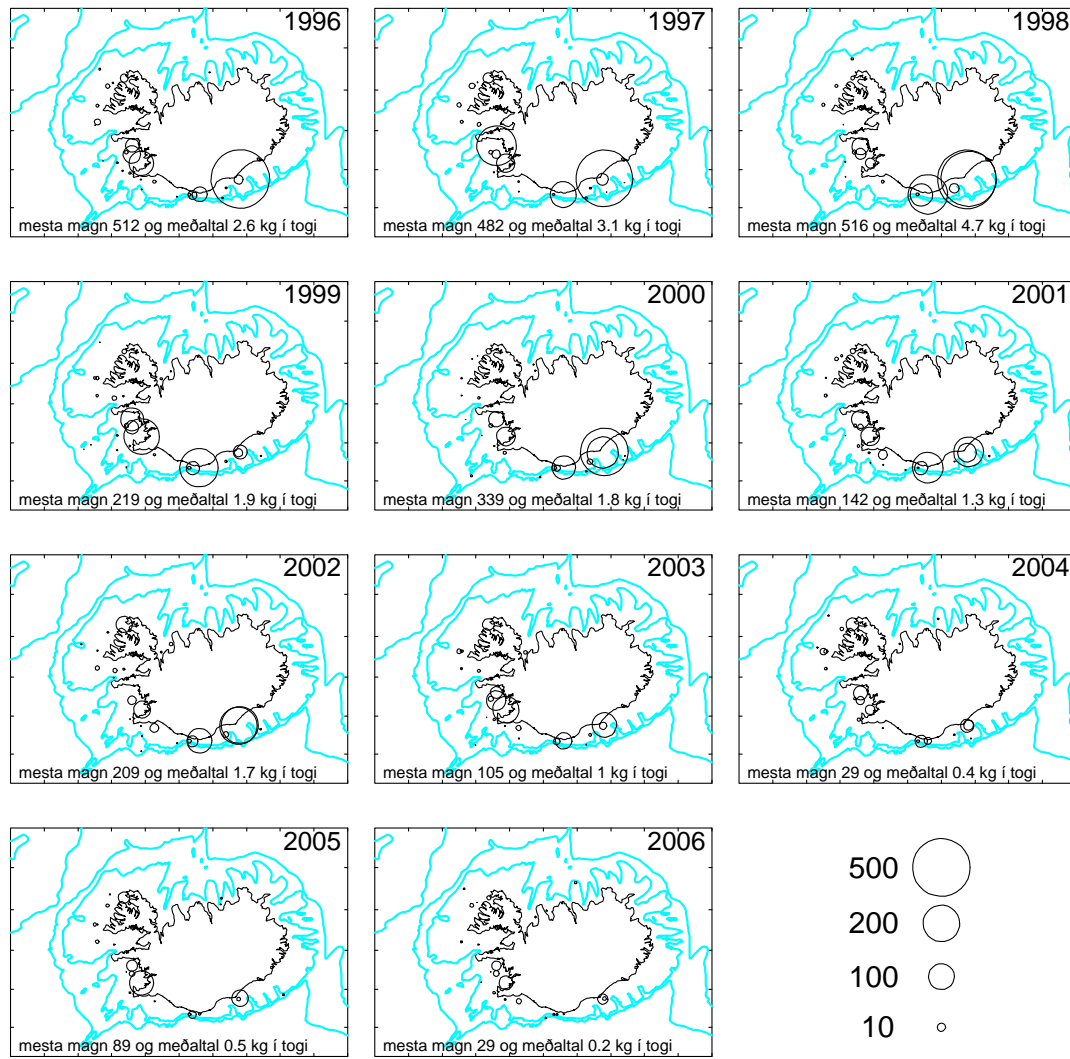 1996
mesta magn 512 og meðaltal 2.6 kg í togi
1997
mesta magn 482 og meðaltal 3.1 kg í togi
1998
mesta magn 516 og meðaltal 4.7 kg í togi
1999
mesta magn 219 og meðaltal 1.9 kg í togi
2000
mesta magn 339 og meðaltal 1.8 kg í togi
2001
mesta magn 142 og meðaltal 1.3 kg í togi
2002
mesta magn 209 og meðaltal 1.7 kg í togi
2003
mesta magn 105 og meðaltal 1 kg í togi
2004
mesta magn 29 og meðaltal 0.4 kg í togi
2005
mesta magn 89 og meðaltal 0.5 kg í togi
2006
mesta magn 29 og meðaltal 0.2 kg í togi
500
200
100
10